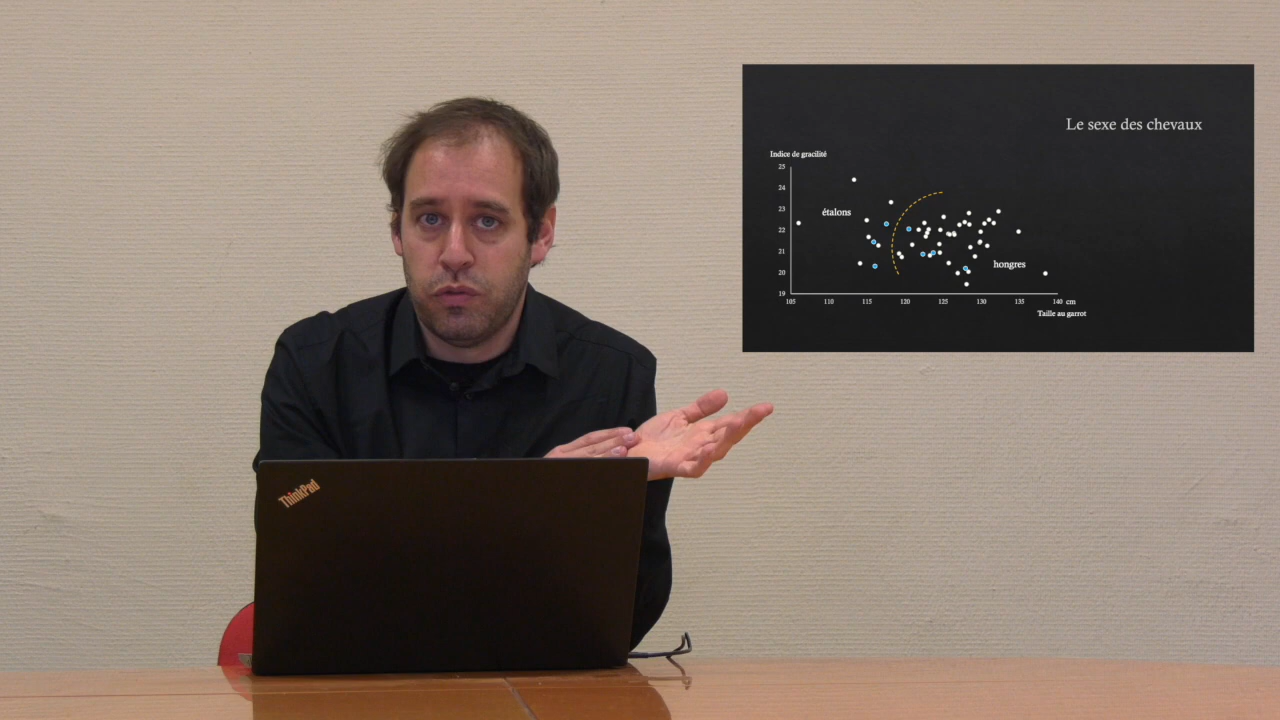 Le sexe des chevaux
Indice de gracilité
25
24
23
22
21
20
19
étalons
hongres
105 110 115 120 125 130 135 140 cm
Taille au garrot
ThinkPad